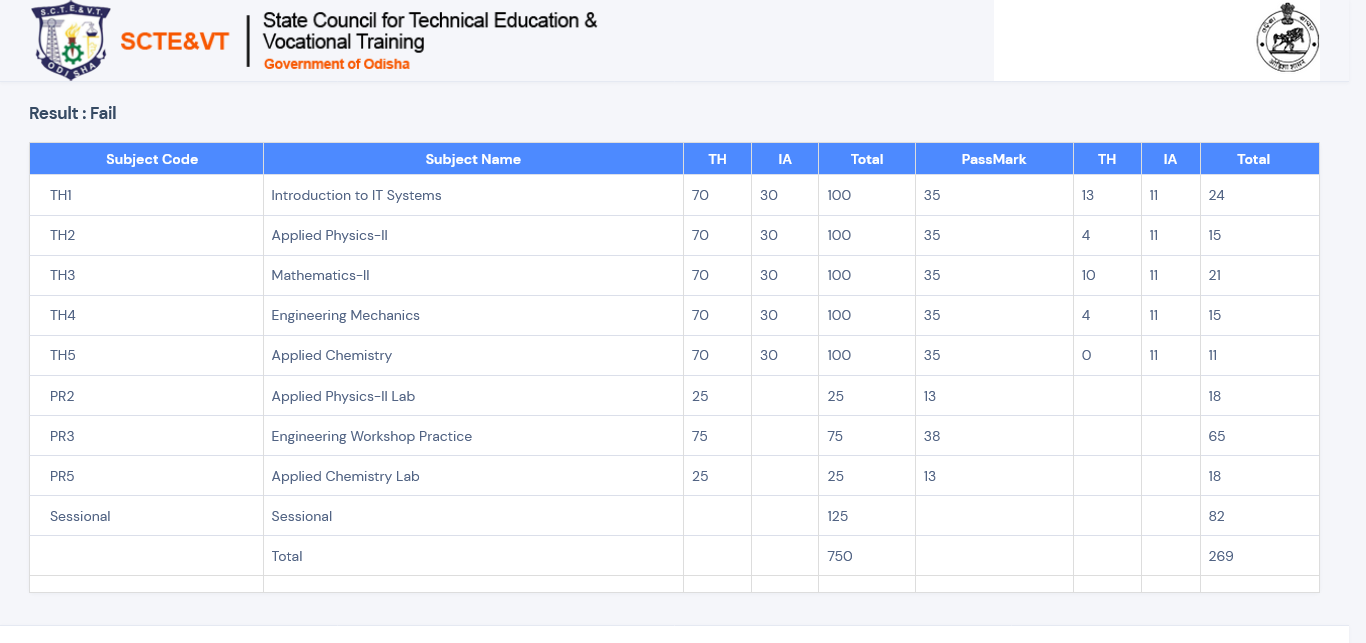 S.C.T.E.&V.T.
ODISHA
SCTE&VT
State Council for Technical Education &
Vocational Training
Government of Odisha
Result : Fail
Subject Code Subject Name TH IA Total PassMark TH IA Total
TH1 Introduction to IT Systems 70 30 100 35 13 11 24
TH2 Applied Physics-II 70 30 100 35 4 11 15
TH3 Mathematics-II 70 30 100 35 10 11 21
TH4 Engineering Mechanics 70 30 100 35 4 11 15
TH5 Applied Chemistry 70 30 100 35 0 11 11
PR2 Applied Physics-II Lab 25 25 13 18
PR3 Engineering Workshop Practice 75 75 38 65
PR5 Applied Chemistry Lab 25 25 13 18
Sessional Sessional 125 82
Total 750 269